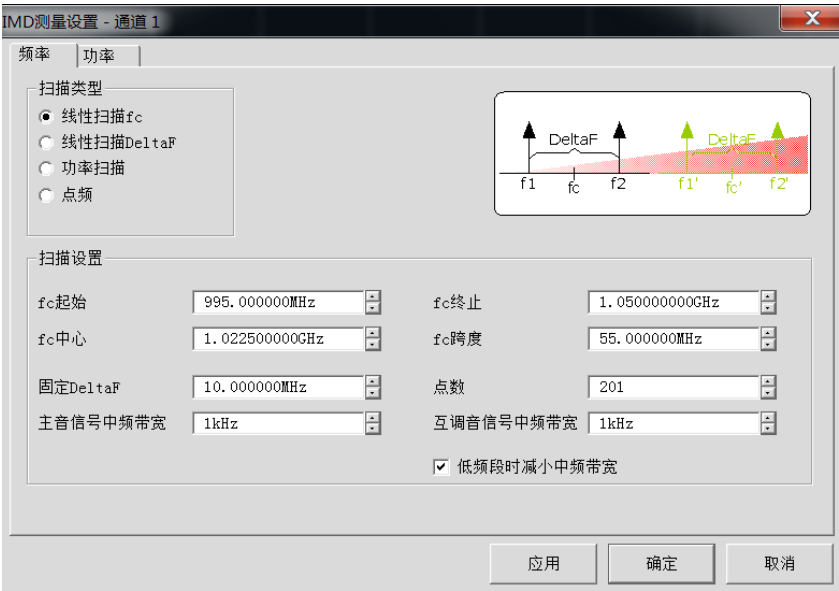 IMD测量设置 - 通道 1
X
频率 功率
扫描类型
线性扫描fc
线性扫描DeltaF
功率扫描
点频
DeltaF DeltaF
f1 fc f2 f1' fc' f2'
扫描设置
fc起始 995.000000MHz fc终止 1.050000000GHz
fc中心 1.022500000GHz fc跨度 55.000000MHz
固定DeltaF 10.000000MHz 点数 201
主音信号中频带宽 1kHz 互调音信号中频带宽 1kHz
低频段时减小中频带宽
应用 确定 取消